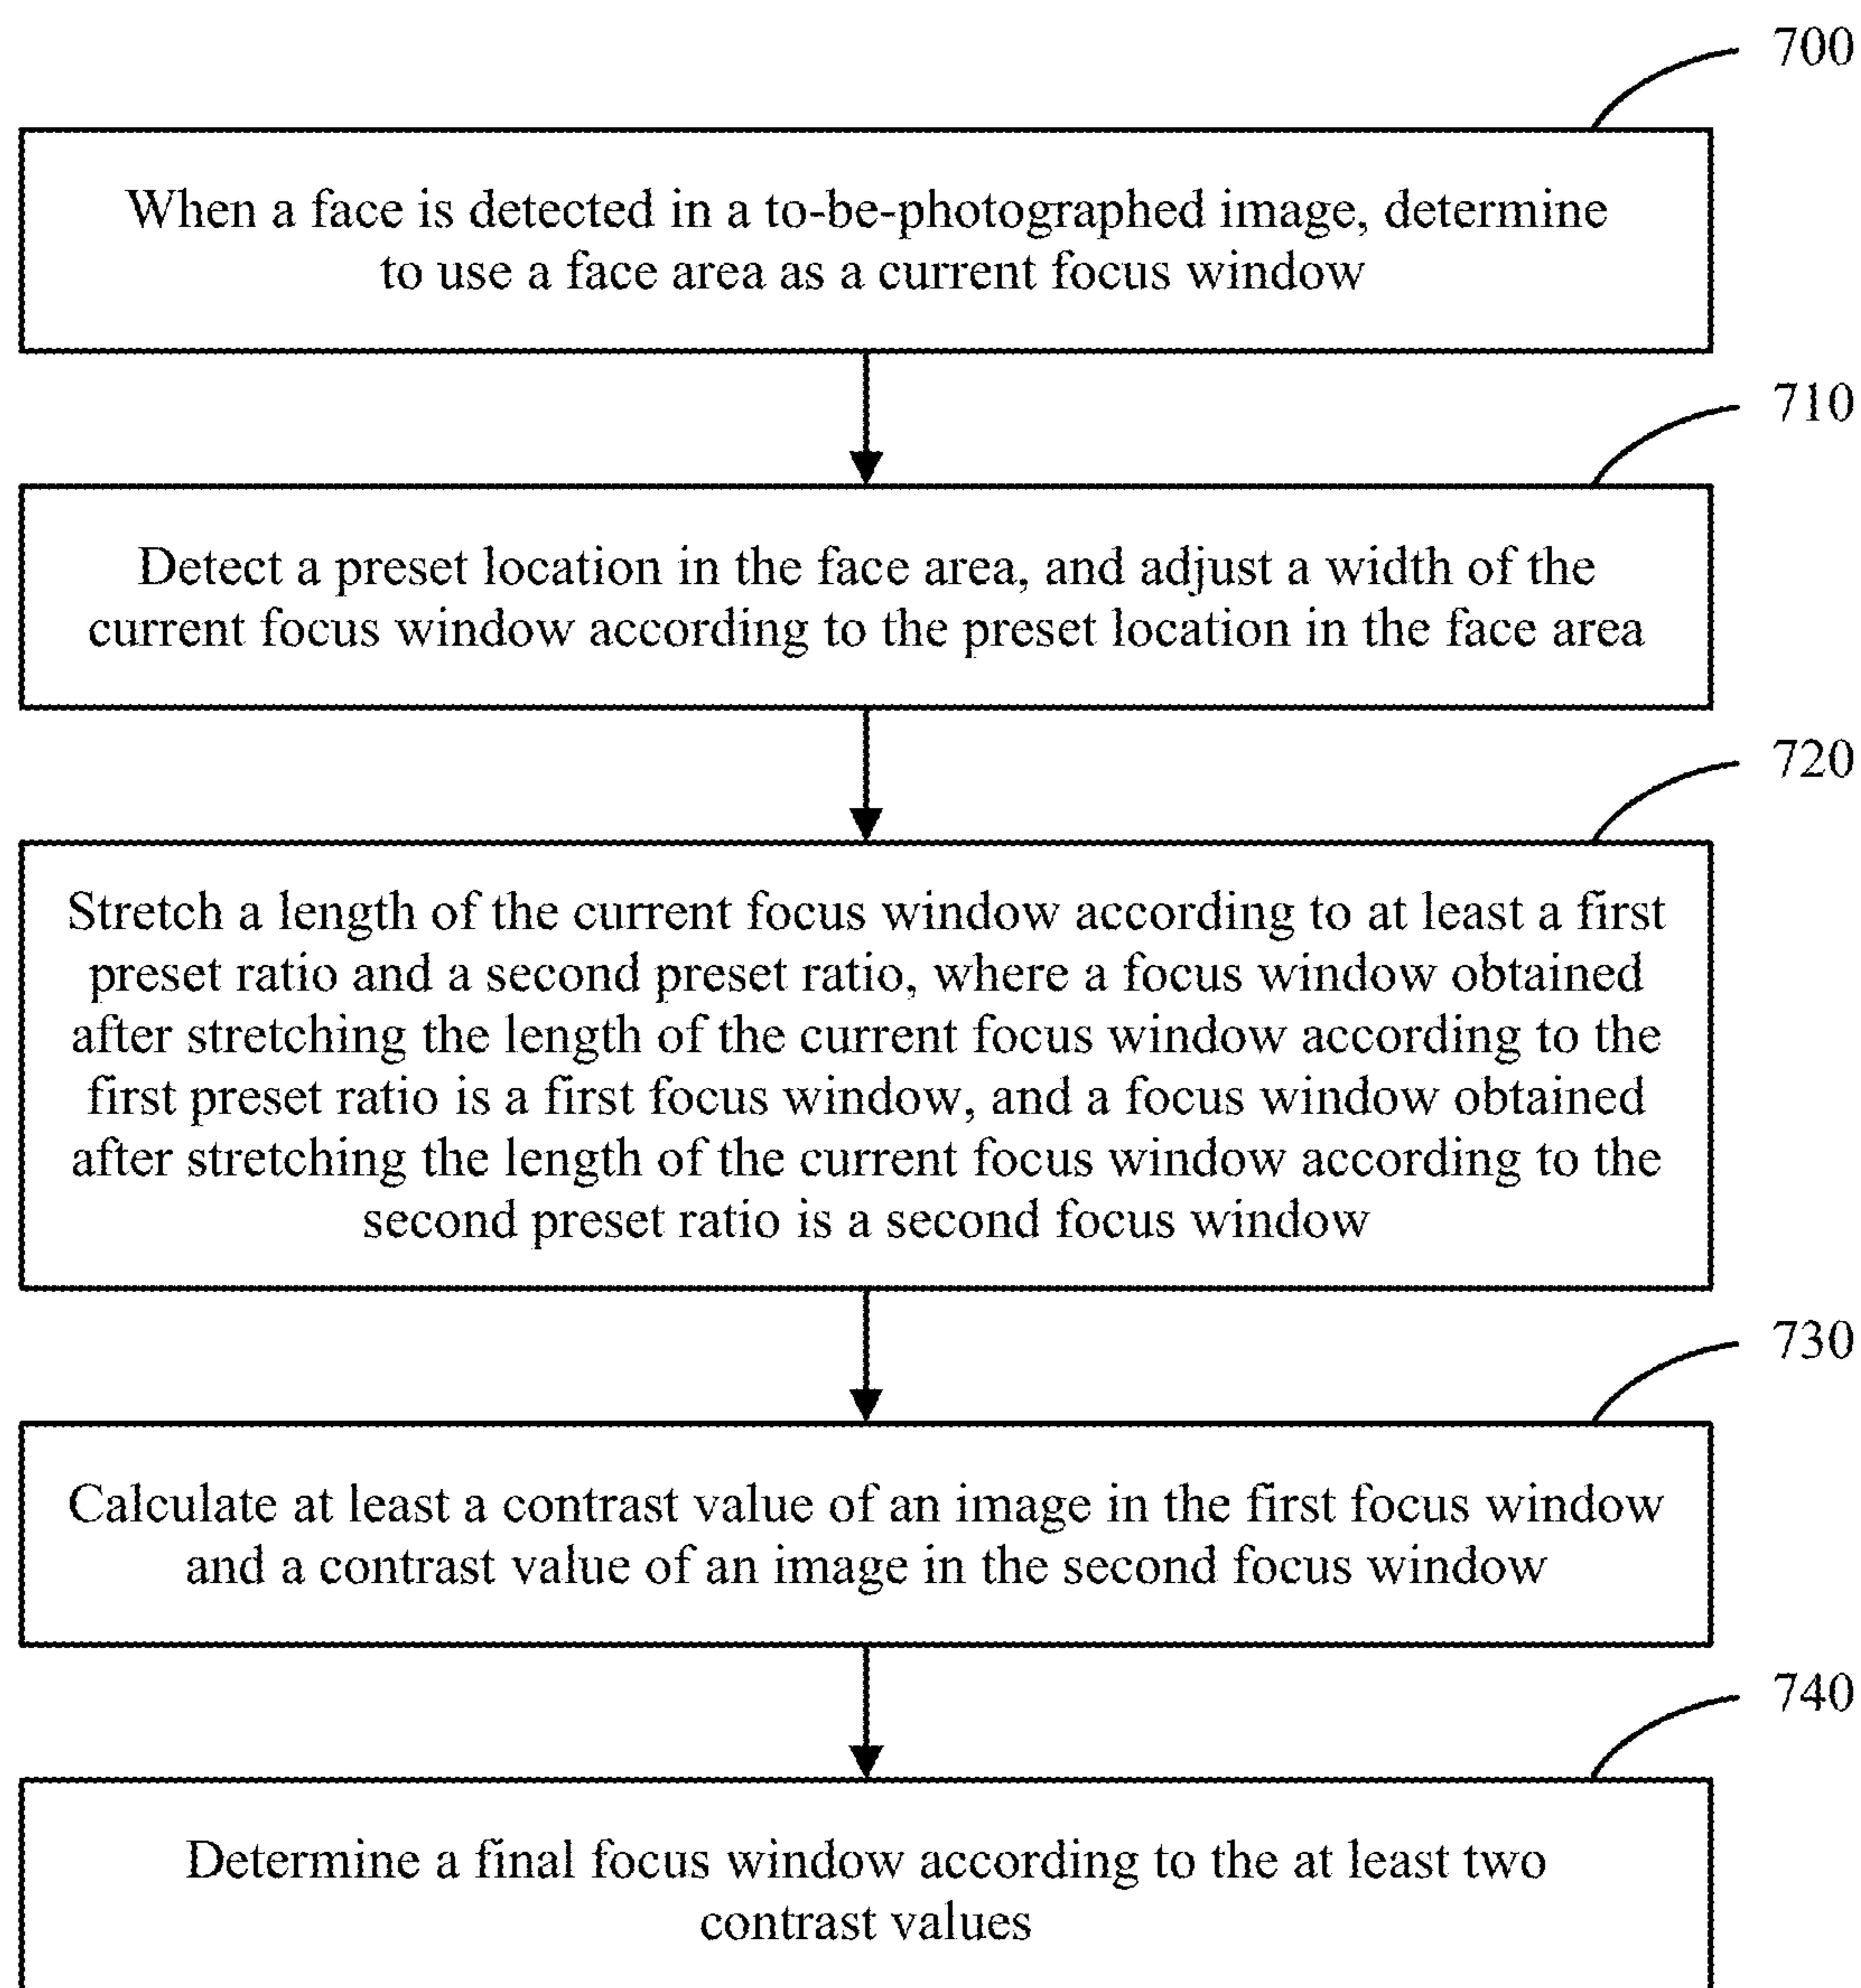 700
When a face is detected in a to-be-photographed image, determine
to use a face area as a current focus window
710
Detect a preset location in the face area, and adjust a width of the
current focus window according to the preset location in the face area
720
Stretch a length of the current focus window according to at least a first
preset ratio and a second preset ratio, where a focus window obtained
after stretching the length of the current focus window according to the
first preset ratio is a first focus window, and a focus window obtained
after stretching the length of the current focus window according to the
second preset ratio is a second focus window
730
Calculate at least a contrast value of an image in the first focus window
and a contrast value of an image in the second focus window
740
Determine a final focus window according to the at least two
contrast values